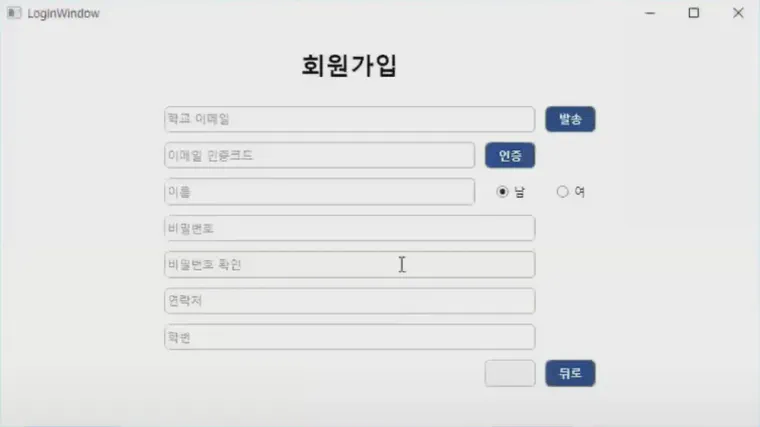 LoginWindow
회원가입
학교 이메일 발송
이메일 인증코드 인증
이름 남 여
비밀번호
비밀번호 확인
연락처
학번
뒤로